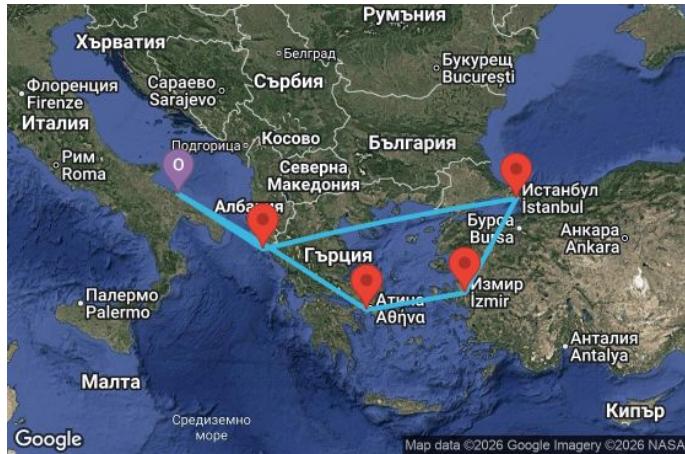 Румъния
Хърватия
Белград
Букурещ
București
Флоренция
Firenze
Сараево
Sarajevo
Сърбия
Италия
Подгорица
Косово
България
Рим
Roma
O
Северна
Македония
Албания
Истанбул
İstanbul
Бурса
Bursa
Анкара
Ankara
Гърция
Измир
İzmir
Палермо
Palermo
Атина
Αθήνα
Анталия
Antalya
Малта
Кипър
Средиземно
море
Google
Map data ©2026 Google Imagery ©2026 NASA